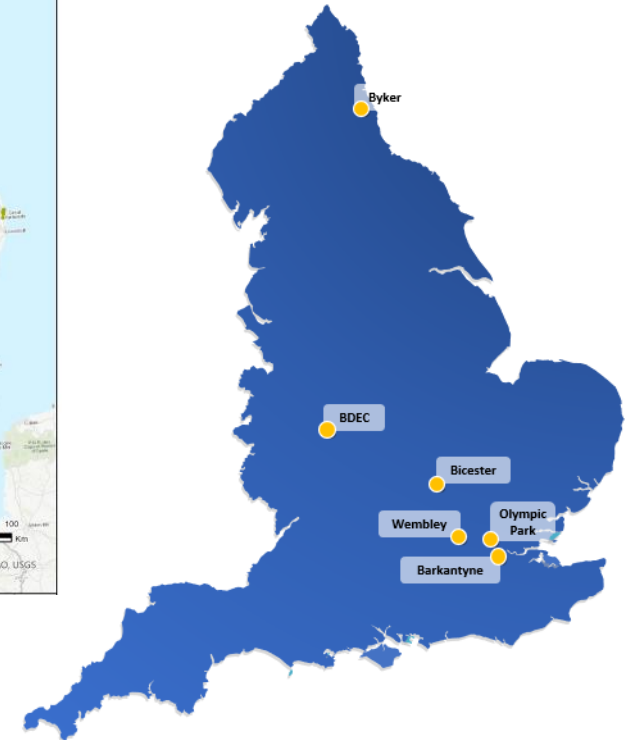 Byker
BDEC
Bicester
Olympic
Park
Wembley
Barkantyne
100
Km
O, USGS